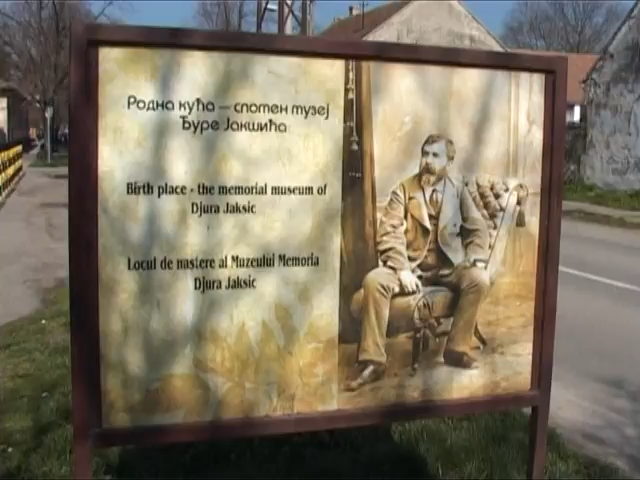 Родна кућа - спомен музеј
Ђуре Јакшића
Birth place - the memorial museum of
Djura Jaksic
Locul de nastere al Muzeului Memoria
Djura Jaksic